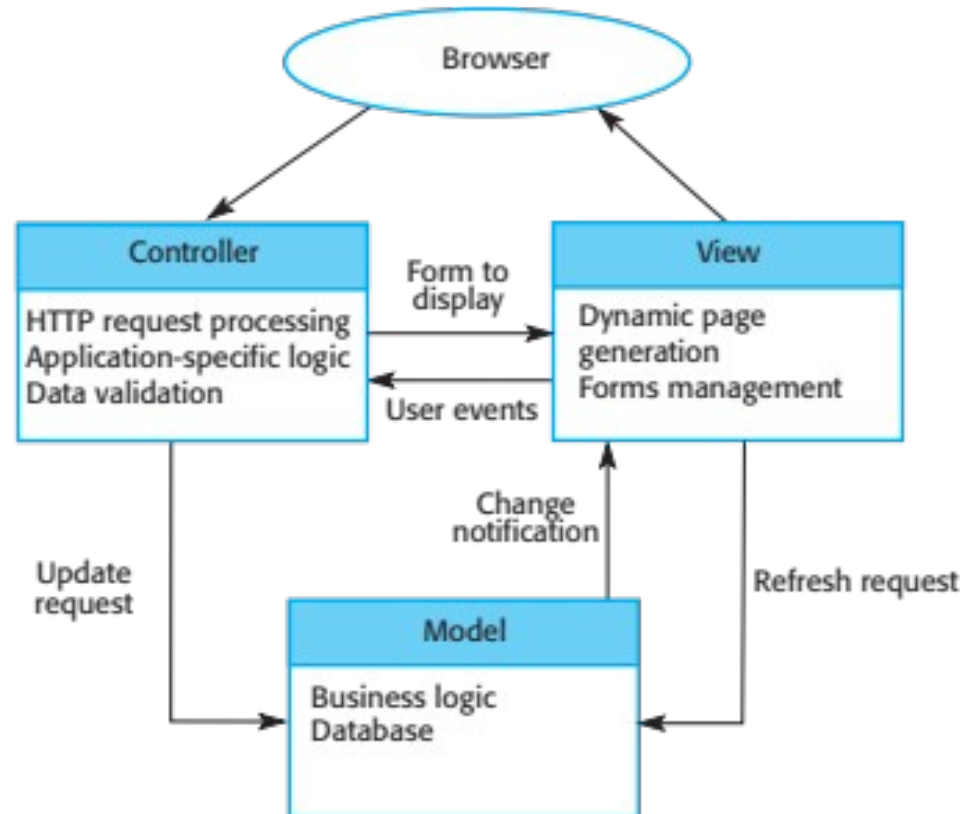 Browser
Controller
HTTP request processing
Application-specific logic
Data validation
Form to
display
User events
View
Dynamic page
generation
Forms management
Update
request
Change
notification
Refresh request
Model
Business logic
Database